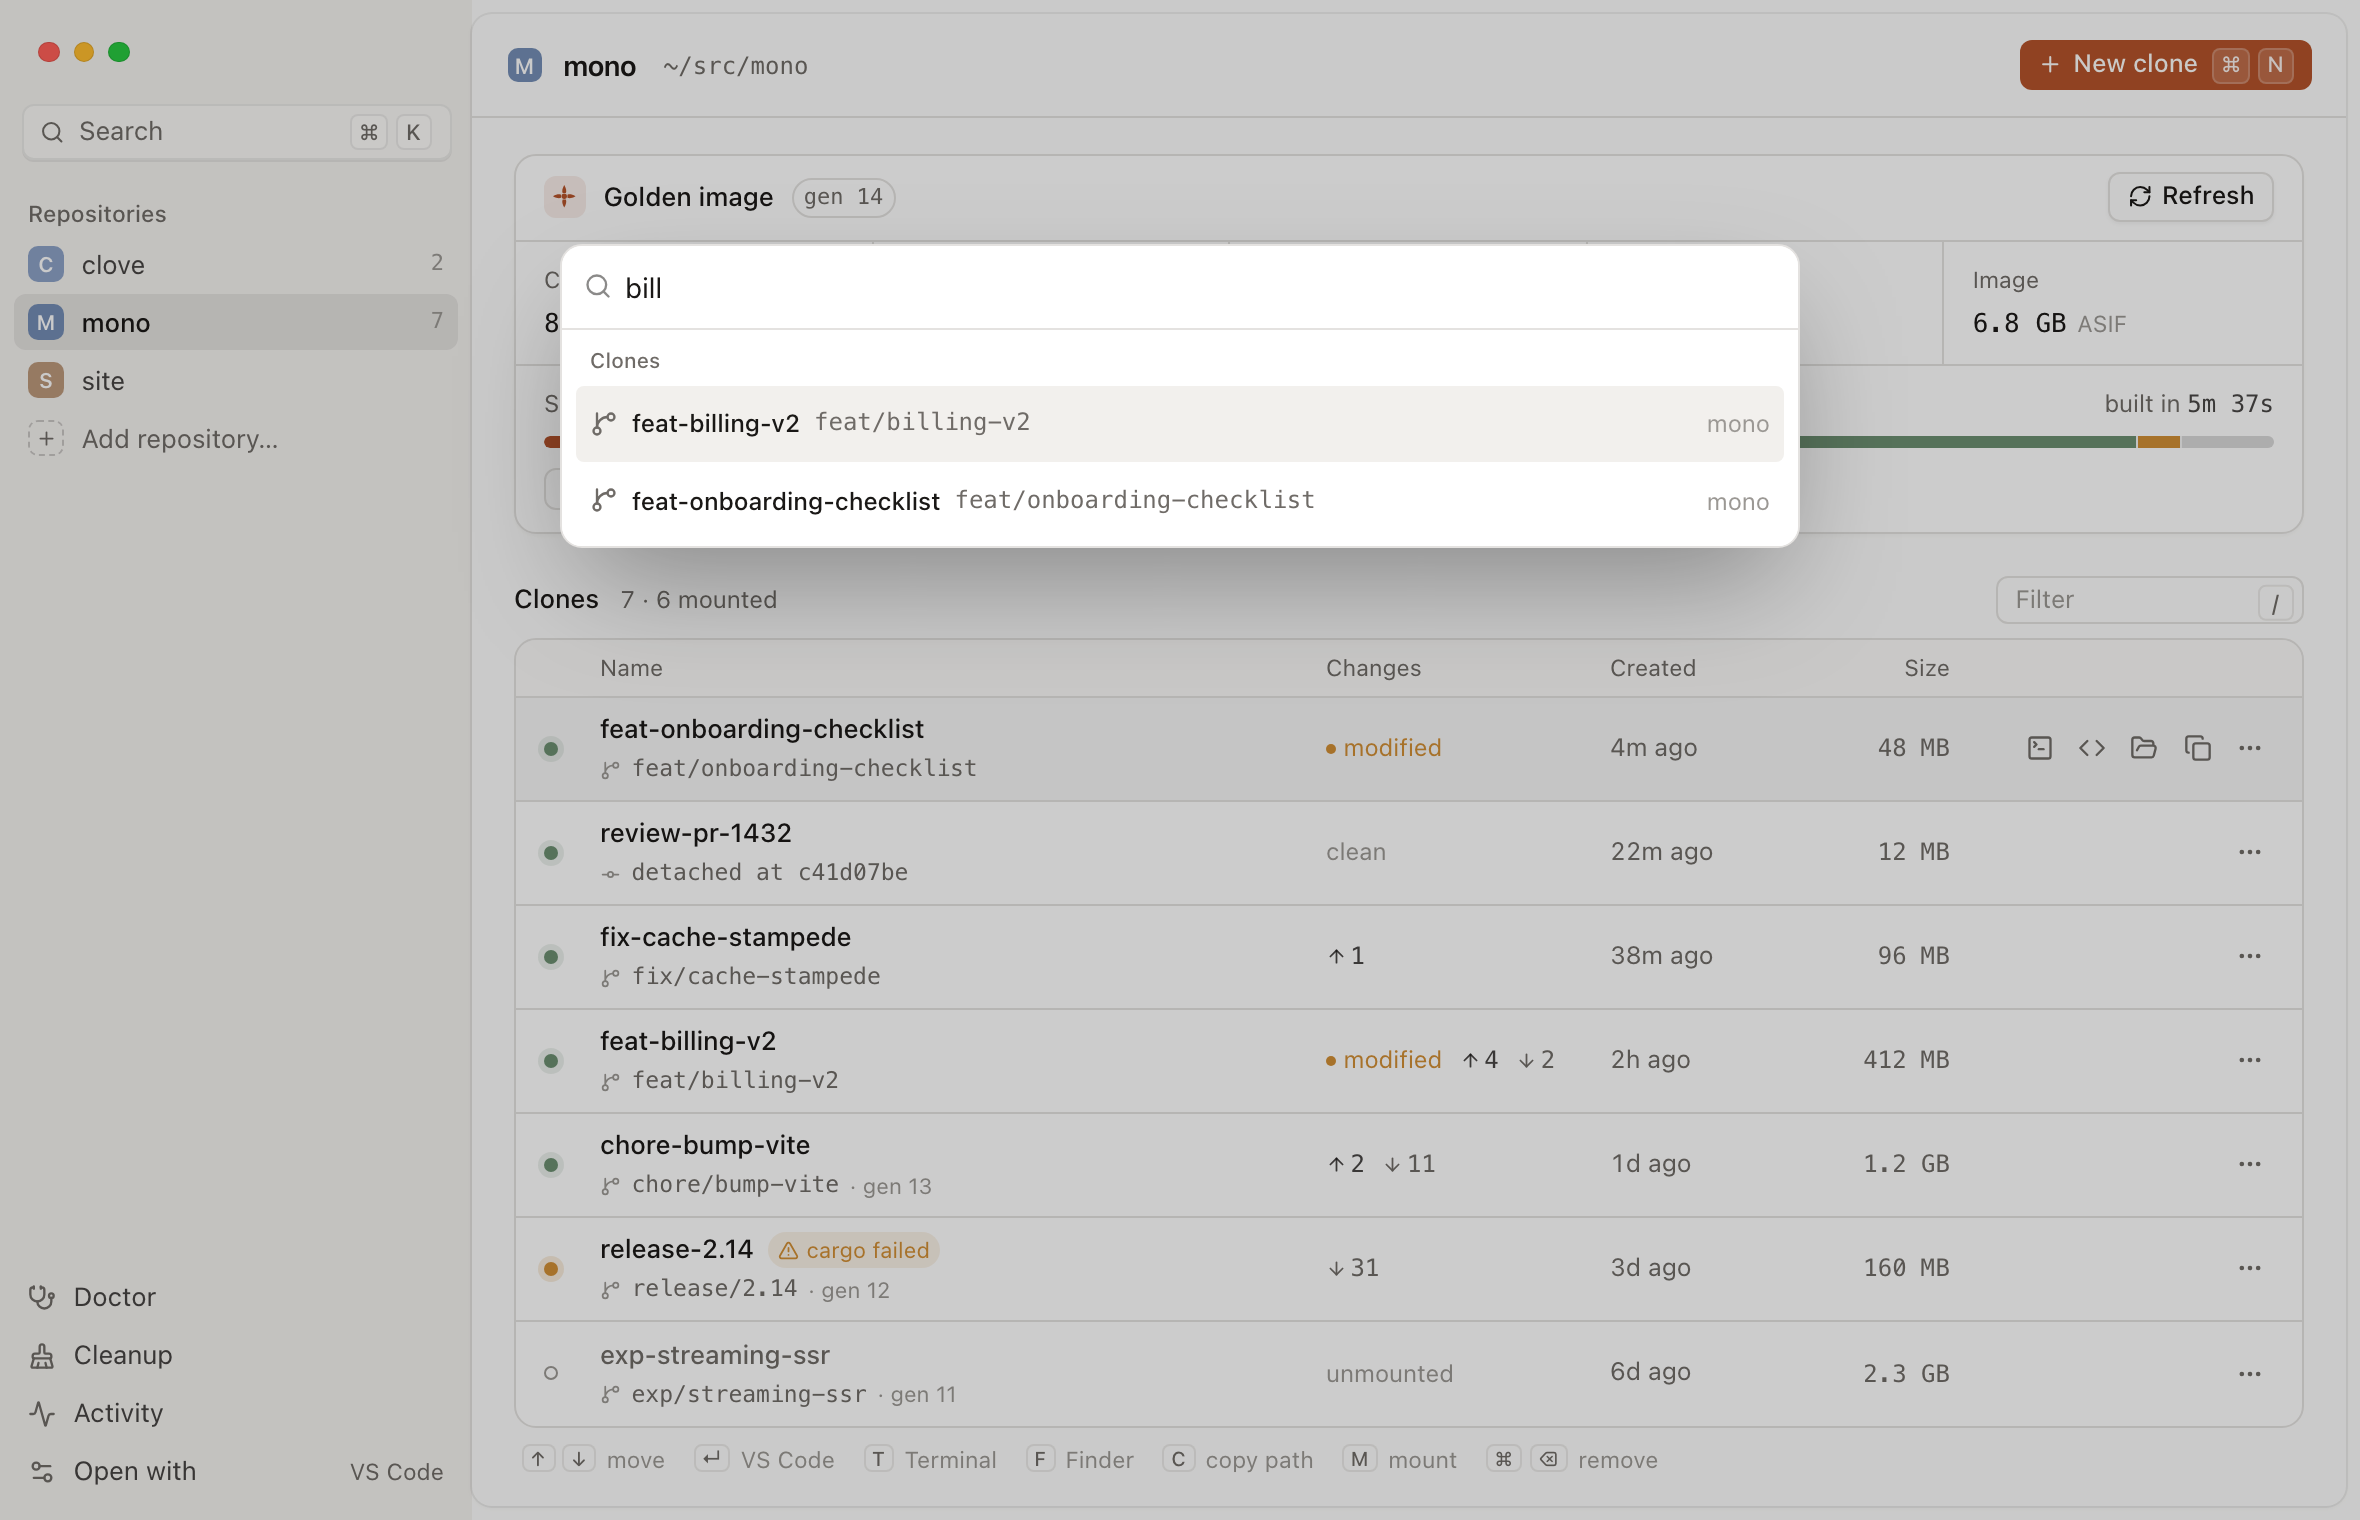 Search ⌘ K
Repositories
C clove 2
M mono 7
S site
Add repository...
Doctor
Cleanup
Activity
Open with VS Code
M mono ~/src/mono
+ New clone ⌘ N
Golden image gen 14
Refresh
bill
Clones
feat-billing-v2 feat/billing-v2 mono
feat-onboarding-checklist feat/onboarding-checklist mono
Image
6.8 GB ASIF
built in 5m 37s
Clones 7 · 6 mounted
Filter /
Name Changes Created Size
feat-onboarding-checklist
feat/onboarding-checklist
modified 4m ago 48 MB
review-pr-1432
detached at c41d07be
clean 22m ago 12 MB
fix-cache-stampede
fix/cache-stampede
↑1 38m ago 96 MB
feat-billing-v2
feat/billing-v2
modified ↑4 ↓2 2h ago 412 MB
chore-bump-vite
chore/bump-vite · gen 13
↑2 ↓11 1d ago 1.2 GB
release-2.14 cargo failed
release/2.14 · gen 12
↓31 3d ago 160 MB
exp-streaming-ssr
exp/streaming-ssr · gen 11
unmounted 6d ago 2.3 GB
↑ ↓ move ↵ VS Code T Terminal F Finder C copy path M mount ⌘ ⌫ remove